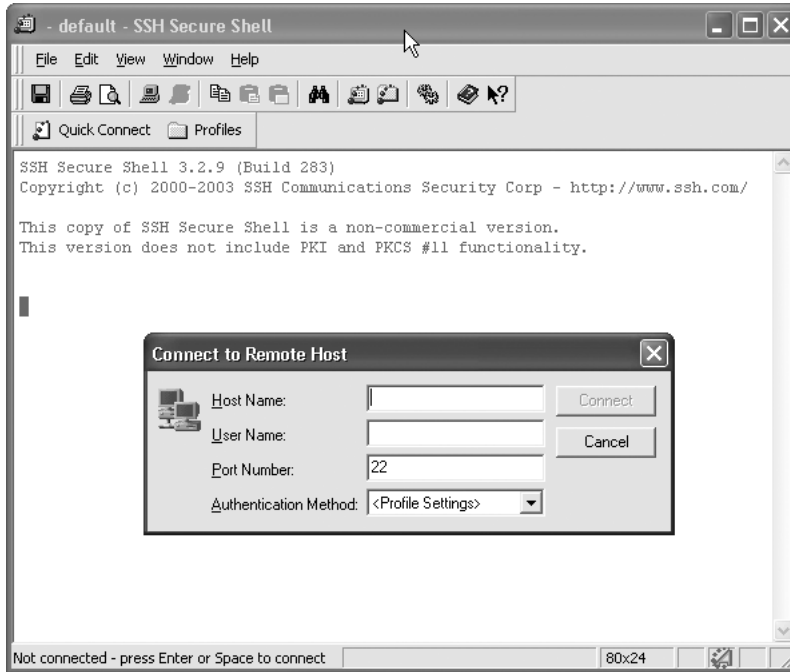 - default - SSH Secure Shell
File Edit View Window Help
Quick Connect Profiles
SSH Secure Shell 3.2.9 (Build 283)
Copyright (c) 2000-2003 SSH Communications Security Corp - http://www.ssh.com/
This copy of SSH Secure Shell is a non-commercial version.
This version does not include PKI and PKCS #11 functionality.
Connect to Remote Host
Host Name:
Connect
User Name:
Cancel
Port Number: 22
Authentication Method: <Profile Settings>
Not connected - press Enter or Space to connect 80x24